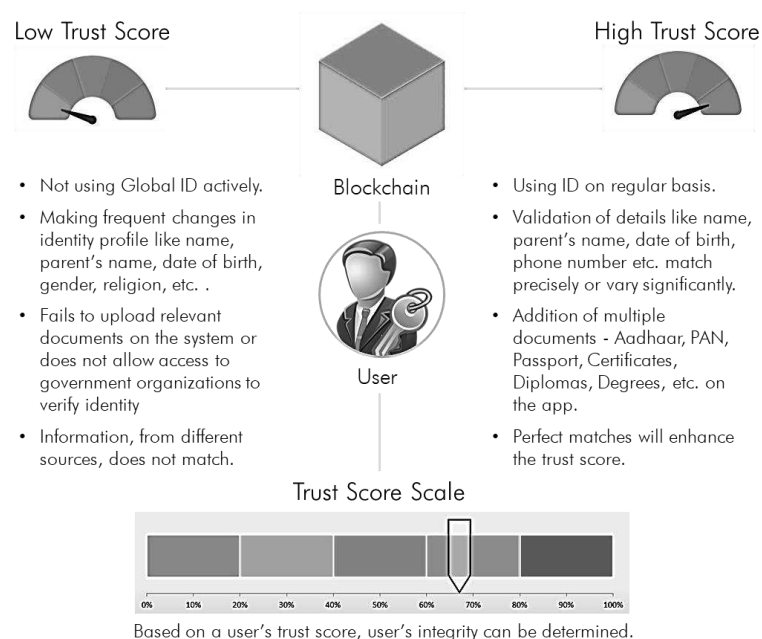 Low Trust Score
High Trust Score
• Not using Global ID actively.
• Making frequent changes in
identity profile like name,
parent's name, date of birth,
gender, religion, etc. .
• Fails to upload relevant
documents on the system or
does not allow access to
government organizations to
verify identity
• Information, from different
sources, does not match.
Blockchain
User
• Using ID on regular basis.
• Validation of details like name,
parent's name, date of birth,
phone number etc. match
precisely or vary significantly.
• Addition of multiple
documents - Aadhaar, PAN,
Passport, Certificates,
Diplomas, Degrees, etc. on
the app.
• Perfect matches will enhance
the trust score.
Trust Score Scale
0% 10% 20% 30% 40% 50% 60% 70% 80% 90% 100%
Based on a user's trust score, user's integrity can be determined.